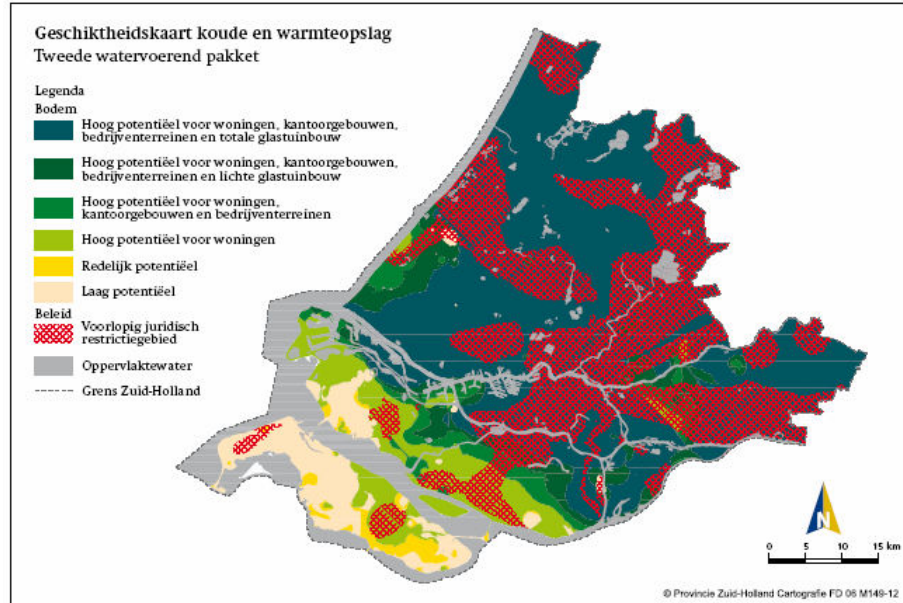 Geschiktheidskaart koude en warmteopslag
Tweede watervoerend pakket
Legenda
Bodem
Hoog potentiëel voor woningen, kantoorgebouwen,
bedrijventerreinen en totale glastuinbouw
Hoog potentiëel voor woningen, kantoorgebouwen,
bedrijventerreinen en lichte glastuinbouw
Hoog potentiëel voor woningen,
kantoorgebouwen en bedrijventerreinen
Hoog potentiëel voor woningen
Redelijk potentiëel
Laag potentiëel
Beleid
Voorlopig juridisch
restrictiegebied
Oppervlaktewater
Grens Zuid-Holland
N
0 5 10 15 km
© Provincie Zuid-Holland Cartografie FD 06 M149-12